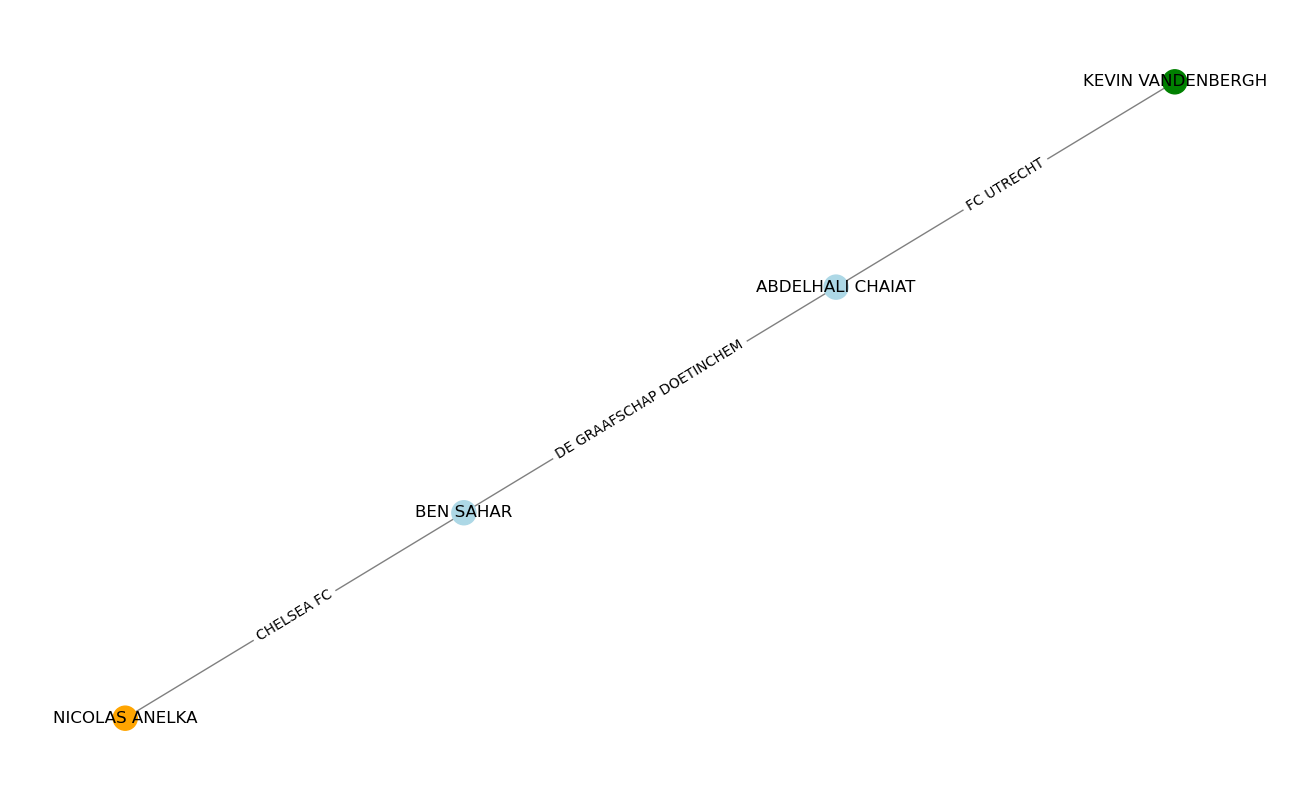 KEVIN VANDENBERGH
FC UTRECHT
ABDELHALI CHAIAT
DE GRAAFSCHAP DOETINCHEM
BEN SAHAR
CHELSEA FC
NICOLAS ANELKA